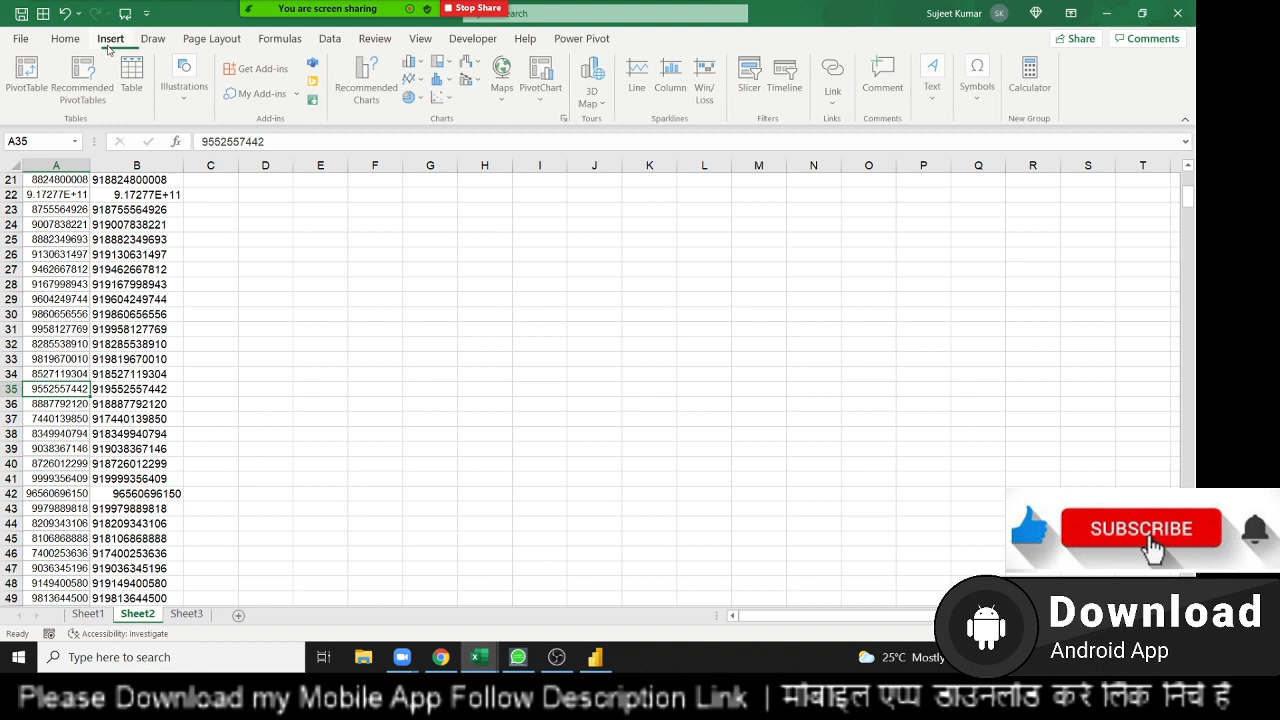 You are screen sharing
Stop Share
Search
Sujeet Kumar SK
File Home Insert Draw Page Layout Formulas Data Review View Developer Help Power Pivot Share Comments
PivotTable Recommended PivotTables Table Illustrations Get Add-ins My Add-ins Recommended Charts Maps PivotChart 3D Map Line Column Win/Loss Slicer Timeline Link Comment Text Symbols Calculator
Tables Add-ins Charts Tours Sparklines Filters Links Comments New Group
A35 fx 9552557442
A B C D E F G H I J K L M N O P Q R S T
21 8824800008 918824800008
22 9.17277E+11 9.17277E+11
23 8755564926 918755564926
24 9007838221 919007838221
25 8882349693 918882349693
26 9130631497 919130631497
27 9462667812 919462667812
28 9167998943 919167998943
29 9604249744 919604249744
30 9860656556 919860656556
31 9958127769 919958127769
32 8285538910 918285538910
33 9819670010 919819670010
34 8527119304 918527119304
35 9552557442 919552557442
36 8887792120 918887792120
37 7440139850 917440139850
38 8349940794 918349940794
39 9038367146 919038367146
40 8726012299 918726012299
41 9999356409 919999356409
42 96560696150 96560696150
43 9979889818 919979889818
44 8209343106 918209343106
45 8106868888 918106868888
46 7400253636 917400253636
47 9036345196 919036345196
48 9149400580 919149400580
49 9813644500 919813644500
SUBSCRIBE
Sheet1 Sheet2 Sheet3
Ready Accessibility: Investigate
Download
Android App
Type here to search
25°C Mostly
Please Download my Mobile App Follow Description Link | मोबाइल एप्प डाउनलोड करे लिंक निचे है